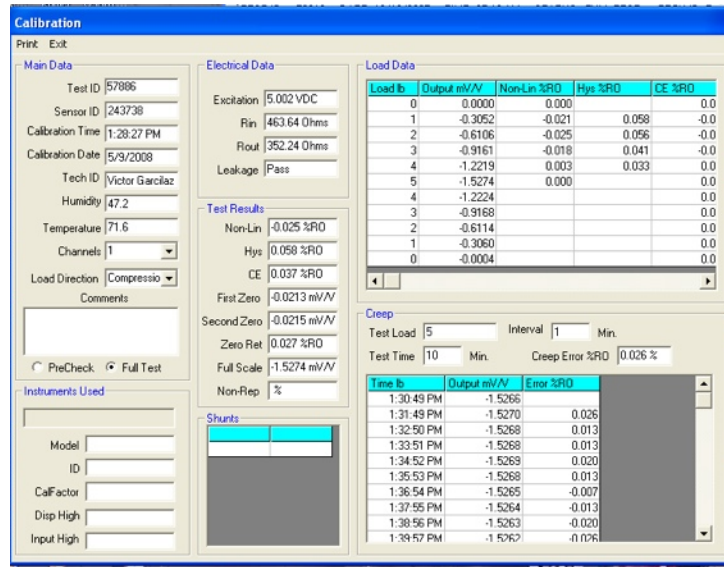 Calibration
Print Exit
Main Data
Test ID 57886
Sensor ID 243738
Calibration Time 1:28:27 PM
Calibration Date 5/9/2008
Tech ID Victor Garcilaz
Humidity 47.2
Temperature 71.6
Channels 1
Load Direction Compressio
Comments
PreCheck Full Test
Instruments Used
Model
ID
CalFactor
Disp High
Input High
Electrical Data
Excitation 5.002 VDC
Rin 463.64 Ohms
Rout 352.24 Ohms
Leakage Pass
Test Results
Non-Lin -0.025 %RO
Hys 0.058 %RO
CE 0.037 %RO
First Zero -0.0213 mV/V
Second Zero -0.0215 mV/V
Zero Ret 0.027 %RO
Full Scale -1.5274 mV/V
Non-Rep %
Shunts
Load Data
Load lb Output mV/V Non-Lin %RO Hys %RO CE %RO
0 0.0000 0.000 0.0
1 -0.3052 -0.021 0.058 -0.0
2 -0.6106 -0.025 0.056 -0.0
3 -0.9161 -0.018 0.041 -0.0
4 -1.2219 0.003 0.033 0.0
5 -1.5274 0.000 0.0
4 -1.2224 0.0
3 -0.9168 0.0
2 -0.6114 0.0
1 -0.3060 0.0
0 -0.0004 0.0
Creep
Test Load 5 Interval 1 Min.
Test Time 10 Min. Creep Error %RO 0.026 %
Time lb Output mV/V Error %RO
1:30:49 PM -1.5266
1:31:49 PM -1.5270 0.026
1:32:50 PM -1.5268 0.013
1:33:51 PM -1.5268 0.013
1:34:52 PM -1.5269 0.020
1:35:53 PM -1.5268 0.013
1:36:54 PM -1.5265 -0.007
1:37:55 PM -1.5264 -0.013
1:38:56 PM -1.5263 -0.020
1:39:57 PM -1.5262 -0.026